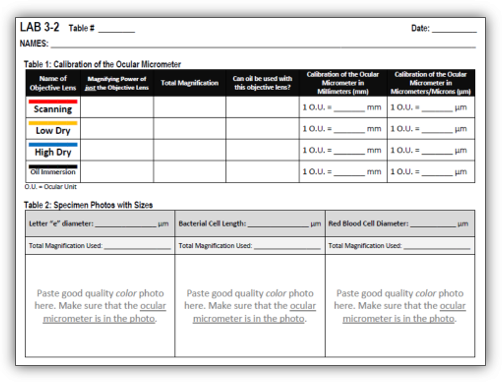 LAB 3-2 Table # ________ Date: __________
NAMES: ____________________
Table 1: Calibration of the Ocular Micrometer
Name of Objective Lens | Magnifying Power of just the Objective Lens | Total Magnification | Can oil be used with this objective lens? | Calibration of the Ocular Micrometer in Millimeters (mm) | Calibration of the Ocular Micrometer in Micrometers/Microns (µm)
Scanning 1 O.U. = _______ mm 1 O.U. = _______ µm
Low Dry 1 O.U. = _______ mm 1 O.U. = _______ µm
High Dry 1 O.U. = _______ mm 1 O.U. = _______ µm
Oil Immersion 1 O.U. = _______ mm 1 O.U. = _______ µm
O.U. = Ocular Unit
Table 2: Specimen Photos with Sizes
Letter "e" diameter: ____________ µm Bacterial Cell Length: ____________ µm Red Blood Cell Diameter: __________ µm
Total Magnification Used: __________ Total Magnification Used: __________ Total Magnification Used: __________
Paste good quality color photo Paste good quality color photo Paste good quality color photo
here. Make sure that the ocular here. Make sure that the ocular here. Make sure that the ocular
micrometer is in the photo. micrometer is in the photo. micrometer is in the photo.